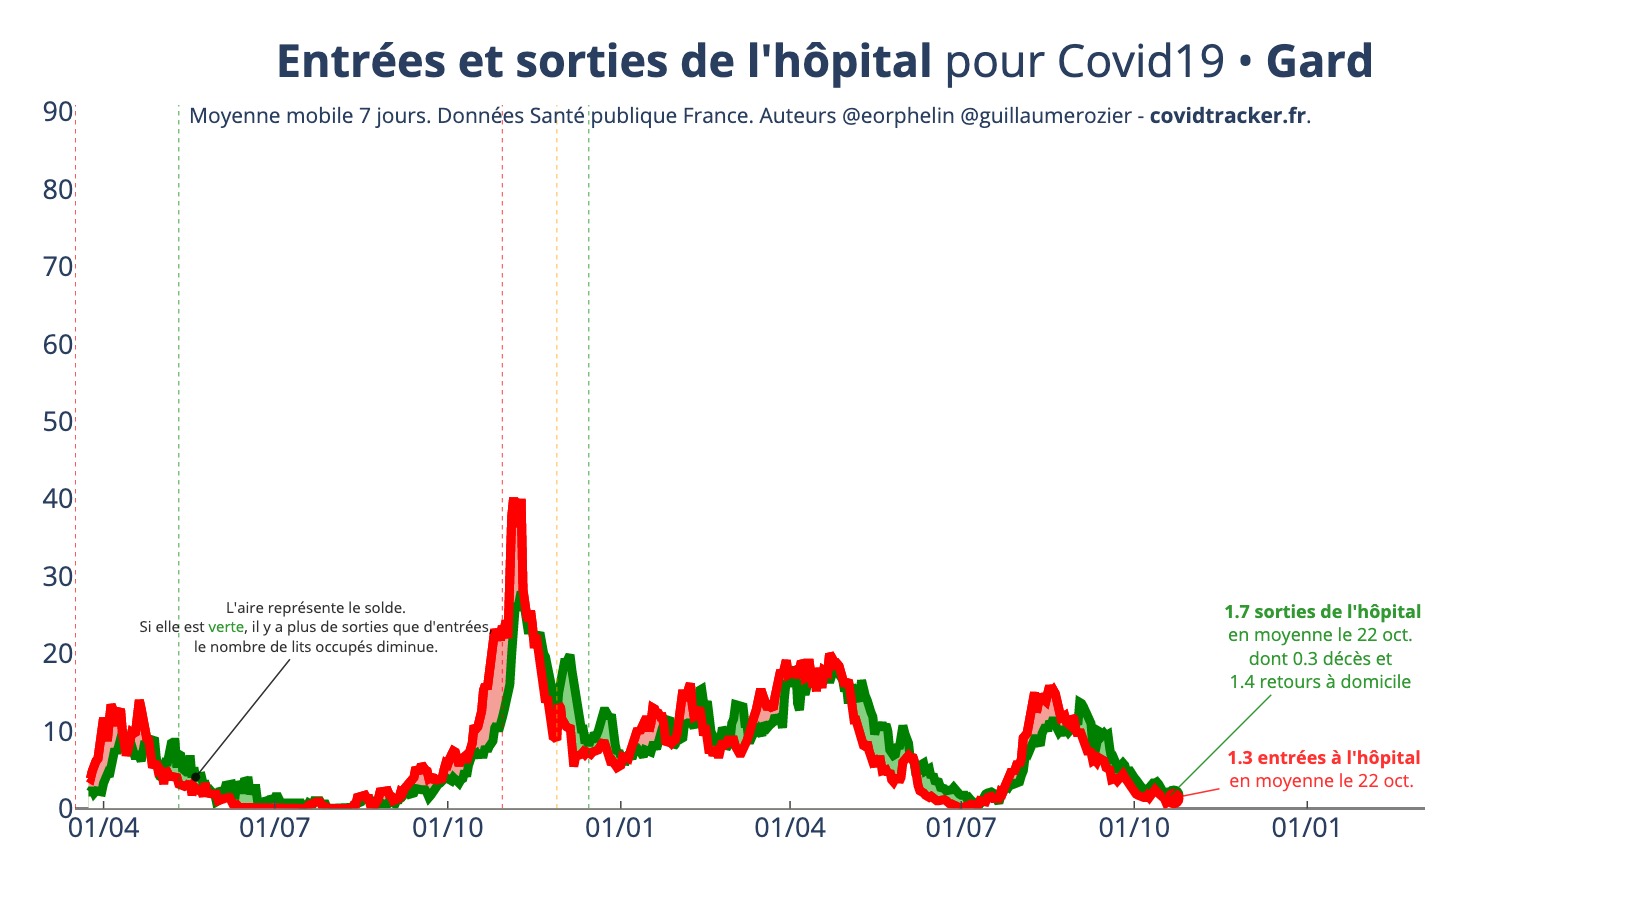 Entrées et sorties de l'hôpital pour Covid19 • Gard
Moyenne mobile 7 jours. Données Santé publique France. Auteurs @eorphelin @guillaumerozier - covidtracker.fr.
90
80
70
60
50
40
30
20
10
0
L'aire représente le solde.
Si elle est verte, il y a plus de sorties que d'entrées,
le nombre de lits occupés diminue.
1.7 sorties de l'hôpital
en moyenne le 22 oct.
dont 0.3 décès et
1.4 retours à domicile
1.3 entrées à l'hôpital
en moyenne le 22 oct.
01/04 01/07 01/10 01/01 01/04 01/07 01/10 01/01